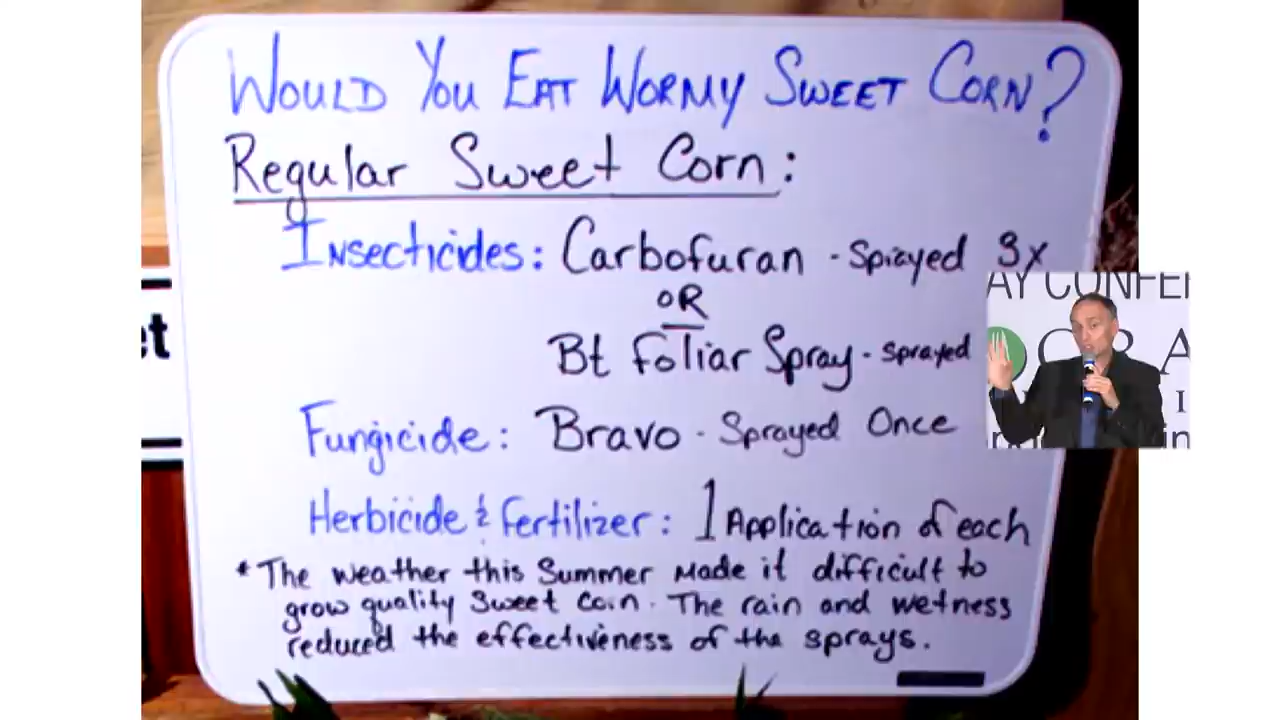 WOULD YOU EAT WORMY SWEET CORN?
Regular Sweet Corn:
INSECTICIDES: Carbofuran - Sprayed 3x
OR
Bt Foliar Spray - sprayed
Fungicide: Bravo - Sprayed Once
Herbicide & Fertilizer: 1 Application of each
* The weather this Summer made it difficult to
grow quality Sweet Corn. The rain and wetness
reduced the effectiveness of the sprays.